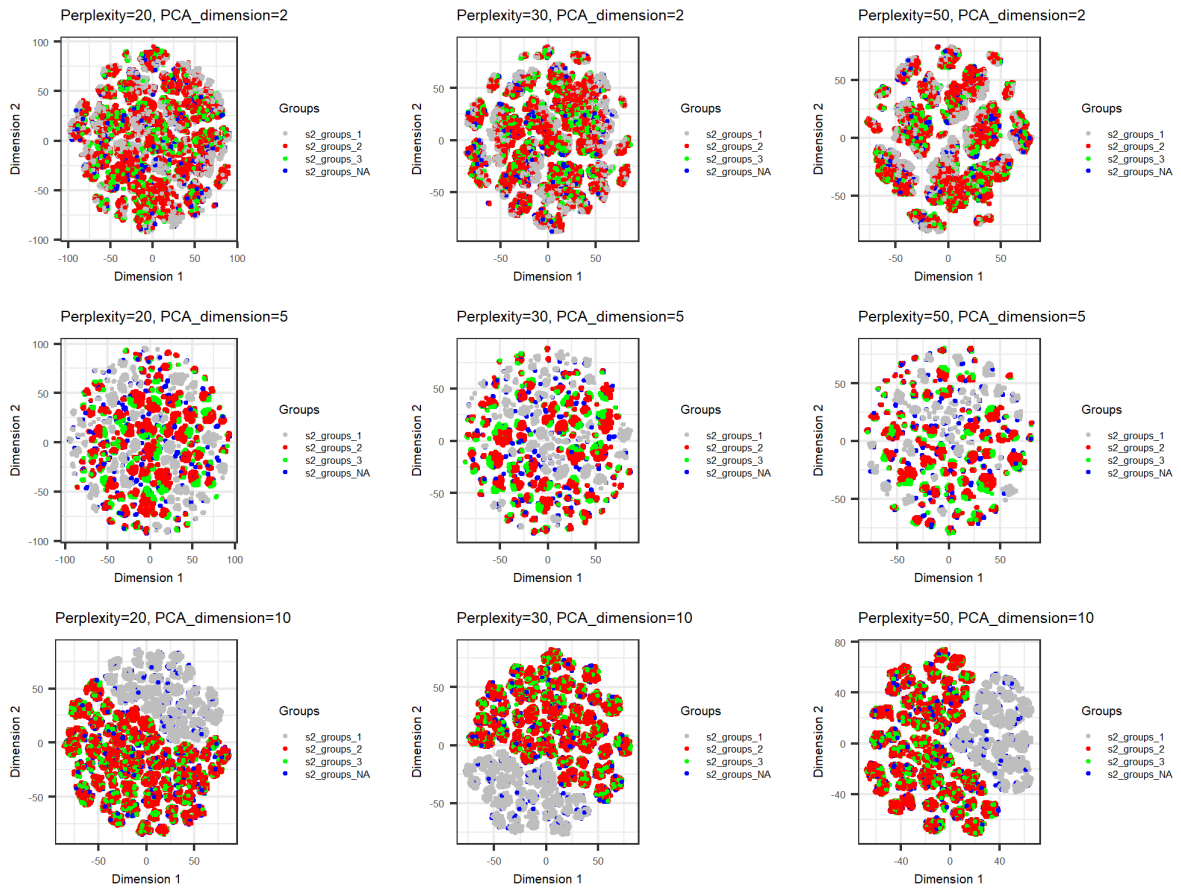 Perplexity=20, PCA_dimension=2
Perplexity=30, PCA_dimension=2
Perplexity=50, PCA_dimension=2
100
50
0
-50
-100
Dimension 2
-100 -50 0 50 100
Dimension 1
Groups
s2_groups_1
s2_groups_2
s2_groups_3
s2_groups_NA
50
0
-50
Dimension 2
-50 0 50
Dimension 1
Groups
s2_groups_1
s2_groups_2
s2_groups_3
s2_groups_NA
50
0
-50
Dimension 2
-50 0 50
Dimension 1
Groups
s2_groups_1
s2_groups_2
s2_groups_3
s2_groups_NA
Perplexity=20, PCA_dimension=5
Perplexity=30, PCA_dimension=5
Perplexity=50, PCA_dimension=5
100
50
0
-50
-100
Dimension 2
-100 -50 0 50 100
Dimension 1
Groups
s2_groups_1
s2_groups_2
s2_groups_3
s2_groups_NA
50
0
-50
Dimension 2
-50 0 50
Dimension 1
Groups
s2_groups_1
s2_groups_2
s2_groups_3
s2_groups_NA
50
0
-50
Dimension 2
-50 0 50
Dimension 1
Groups
s2_groups_1
s2_groups_2
s2_groups_3
s2_groups_NA
Perplexity=20, PCA_dimension=10
Perplexity=30, PCA_dimension=10
Perplexity=50, PCA_dimension=10
50
0
-50
Dimension 2
-50 0 50
Dimension 1
Groups
s2_groups_1
s2_groups_2
s2_groups_3
s2_groups_NA
50
0
-50
Dimension 2
-50 0 50
Dimension 1
Groups
s2_groups_1
s2_groups_2
s2_groups_3
s2_groups_NA
80
40
0
-40
Dimension 2
-40 0 40
Dimension 1
Groups
s2_groups_1
s2_groups_2
s2_groups_3
s2_groups_NA